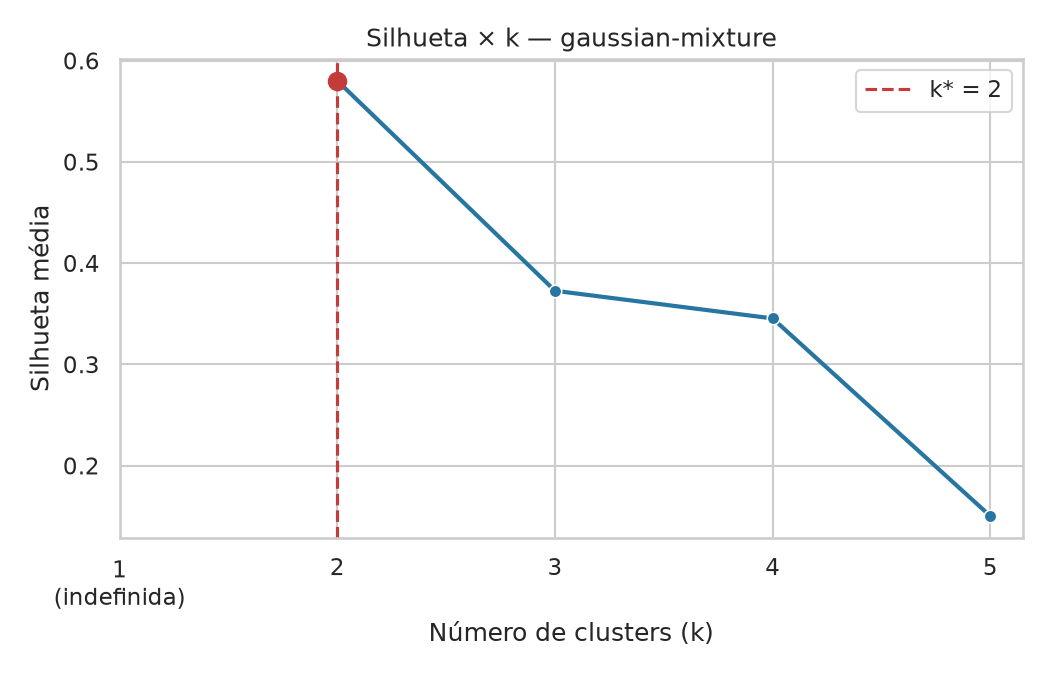 Silhueta × k — gaussian-mixture
k* = 2
Silhueta média
0.6
0.5
0.4
0.3
0.2
1
(indefinida)
2
3
4
5
Número de clusters (k)